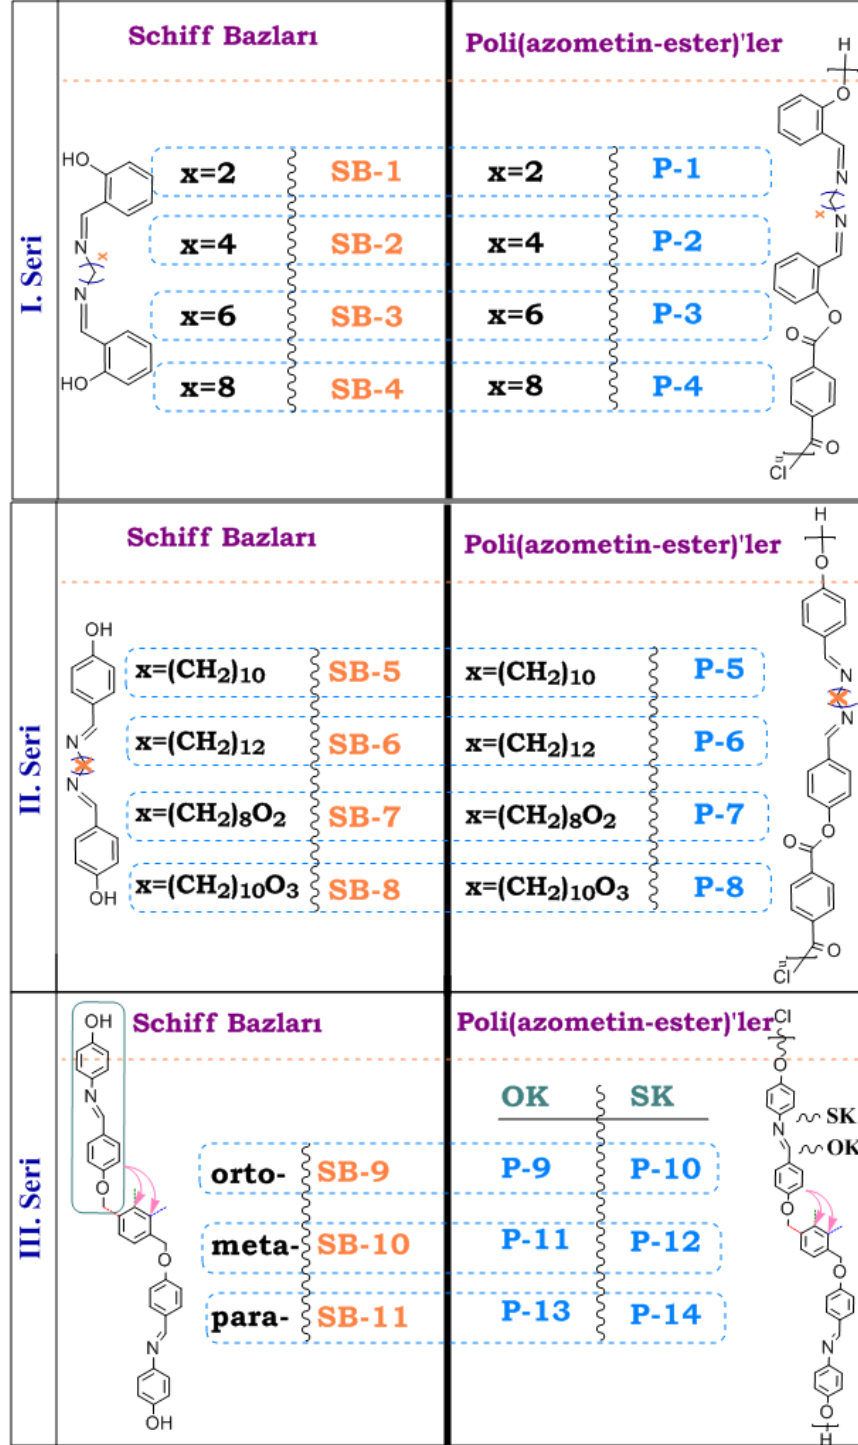 I. Seri
Schiff Bazları
Poli(azometin-ester)'ler
x=2 SB-1 x=2 P-1
x=4 SB-2 x=4 P-2
x=6 SB-3 x=6 P-3
x=8 SB-4 x=8 P-4
HO
N
x
N
HO
H
O
N
x
N
O
O
O
n
Cl
II. Seri
Schiff Bazları
Poli(azometin-ester)'ler
x=(CH₂)₁₀ SB-5 x=(CH₂)₁₀ P-5
x=(CH₂)₁₂ SB-6 x=(CH₂)₁₂ P-6
x=(CH₂)₈O₂ SB-7 x=(CH₂)₈O₂ P-7
x=(CH₂)₁₀O₃ SB-8 x=(CH₂)₁₀O₃ P-8
OH
N
X
N
OH
H
O
N
X
N
O
O
O
n
Cl
III. Seri
Schiff Bazları
Poli(azometin-ester)'ler
OK SK
orto- SB-9 P-9 P-10
meta- SB-10 P-11 P-12
para- SB-11 P-13 P-14
OH
N
O
O
N
OH
Cl
O
N
SK
OK
O
O
N
O
n
H